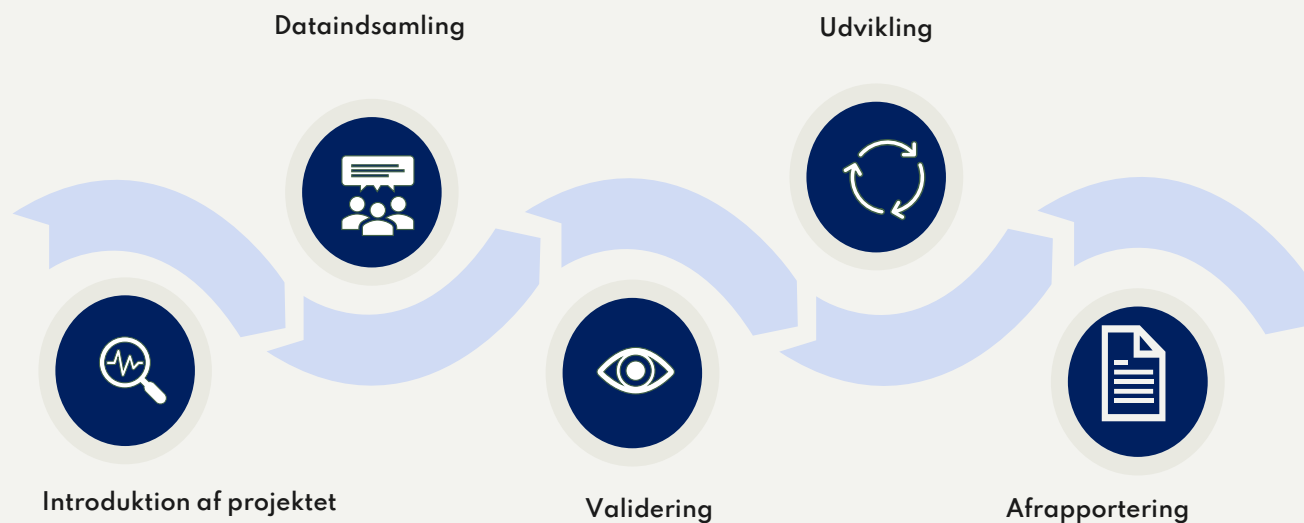 Dataindsamling
Udvikling
Introduktion af projektet
Validering
Afrapportering